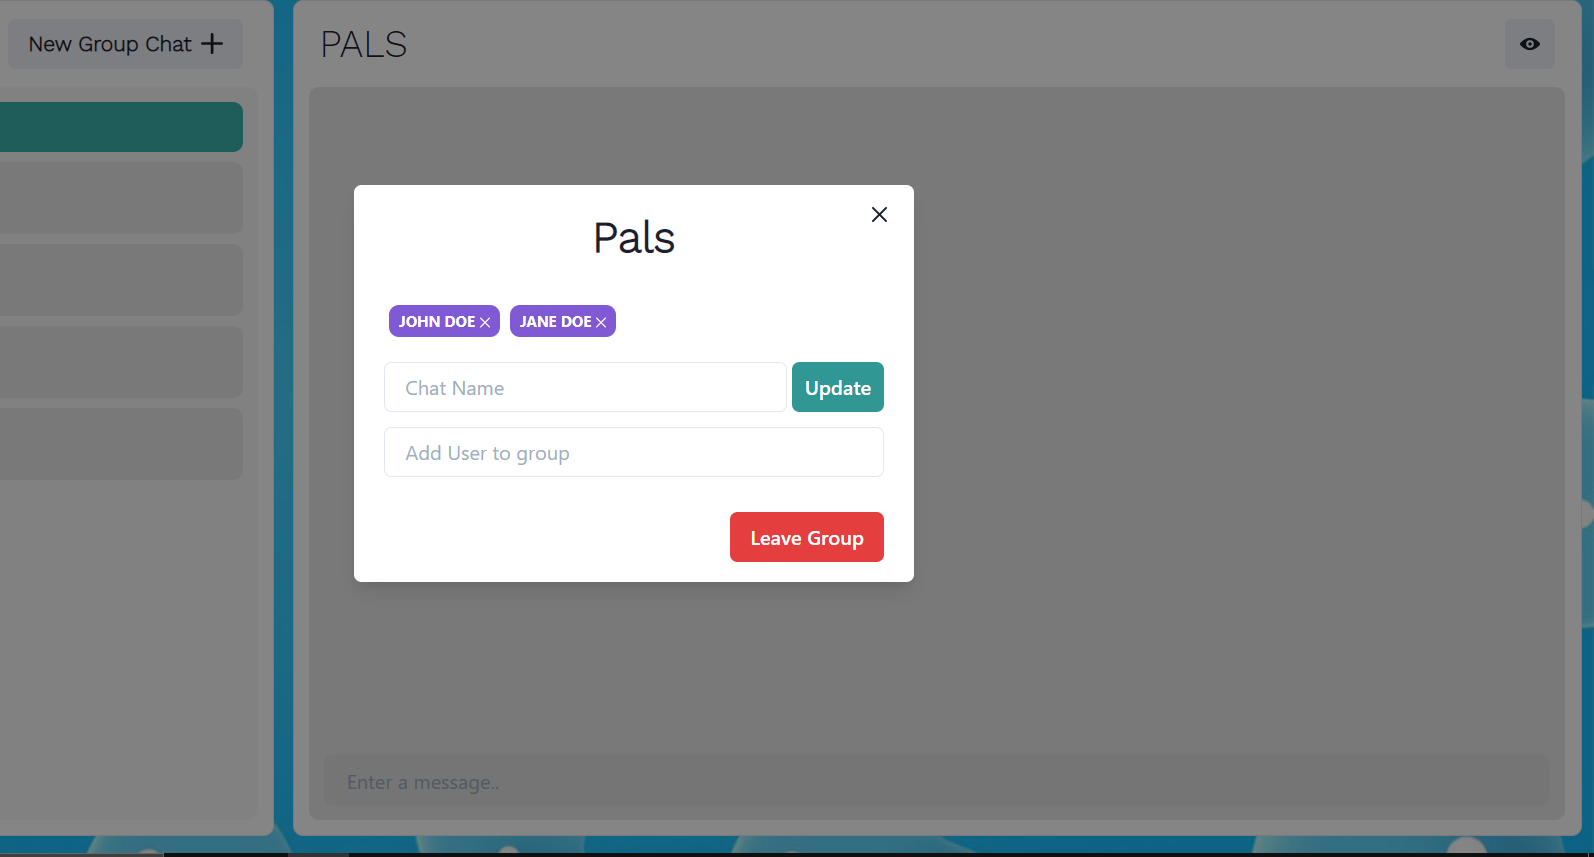 New Group Chat
PALS
Pals
JOHN DOE
JANE DOE
Chat Name
Update
Add User to group
Leave Group
Enter a message..